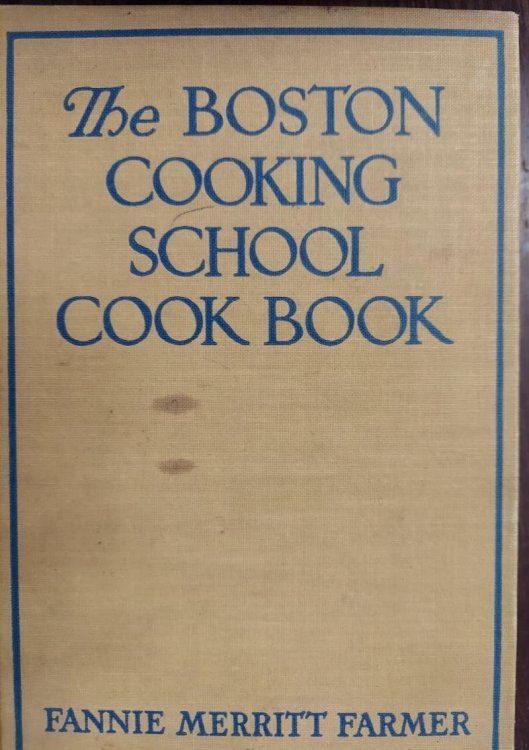 The BOSTON
COOKING
SCHOOL
COOK BOOK
FANNIE MERRITT FARMER